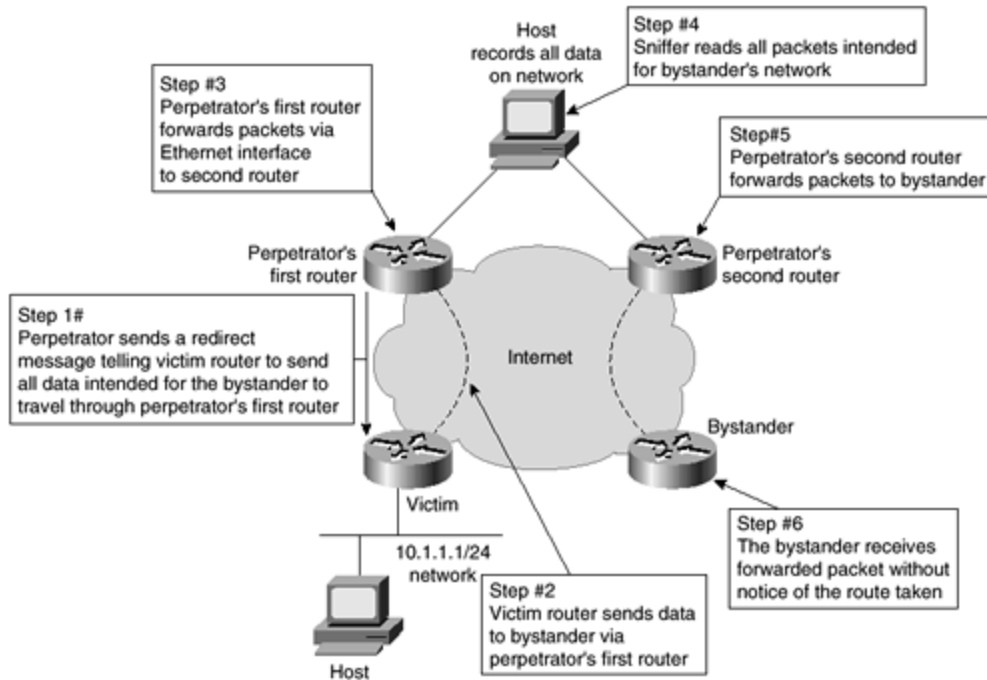 Host
records all data
on network
Step #4
Sniffer reads all packets intended
for bystander's network
Step #3
Perpetrator's first router
forwards packets via
Ethernet interface
to second router
Step#5
Perpetrator's second router
forwards packets to bystander
Perpetrator's
first router
Perpetrator's
second router
Step 1#
Perpetrator sends a redirect
message telling victim router to send
all data intended for the bystander to
travel through perpetrator's first router
Internet
Bystander
Victim
10.1.1.1/24
network
Host
Step #2
Victim router sends data
to bystander via
perpetrator's first router
Step #6
The bystander receives
forwarded packet without
notice of the route taken